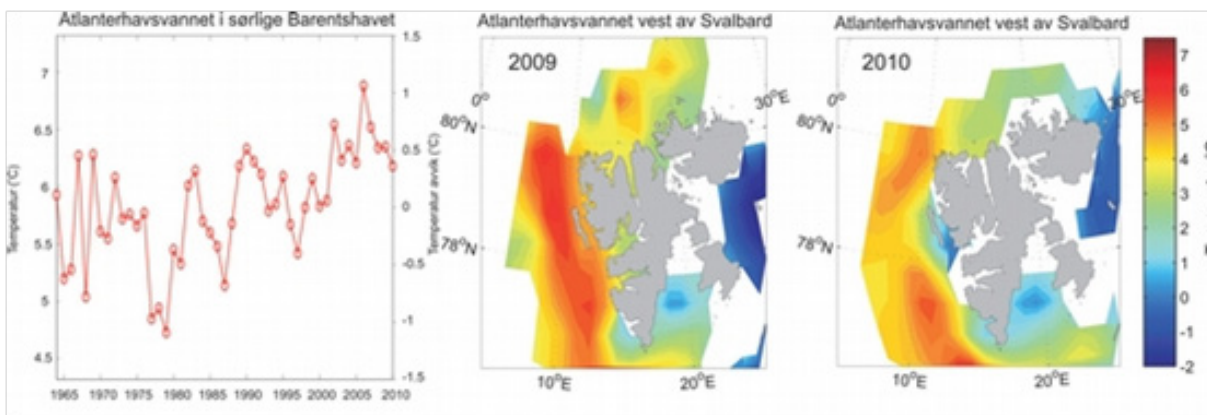 Atlanterhavsvannet i sørlige Barentshavet
Temperatur (°C)
7
6.5
6
5.5
5
4.5
1965 1970 1975 1980 1985 1990 1995 2000 2005 2010
1.5
1
0.5
0
-0.5
-1
-1.5
Temperatur avvik (°C)
Atlanterhavsvannet vest av Svalbard
2009
0°
80°N
78°N
10°E
20°E
30°E
Atlanterhavsvannet vest av Svalbard
2010
0°
80°N
78°N
10°E
20°E
30°E
7
6
5
4
3
2
1
0
-1
-2